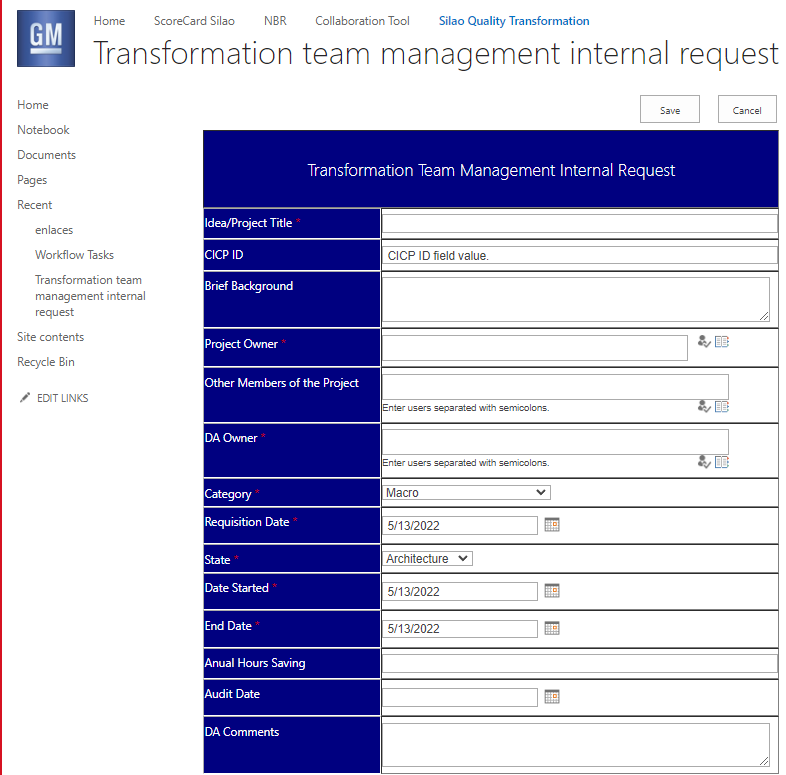 GM
Home ScoreCard Silao NBR Collaboration Tool Silao Quality Transformation
Transformation team management internal request
Home
Notebook
Documents
Pages
Recent
enlaces
Workflow Tasks
Transformation team
management internal
request
Site contents
Recycle Bin
EDIT LINKS
Save Cancel
Transformation Team Management Internal Request
Idea/Project Title *
CICP ID CICP ID field value.
Brief Background
Project Owner *
Other Members of the Project
Enter users separated with semicolons.
DA Owner *
Enter users separated with semicolons.
Category * Macro
Requisition Date * 5/13/2022
State * Architecture
Date Started * 5/13/2022
End Date * 5/13/2022
Anual Hours Saving
Audit Date
DA Comments